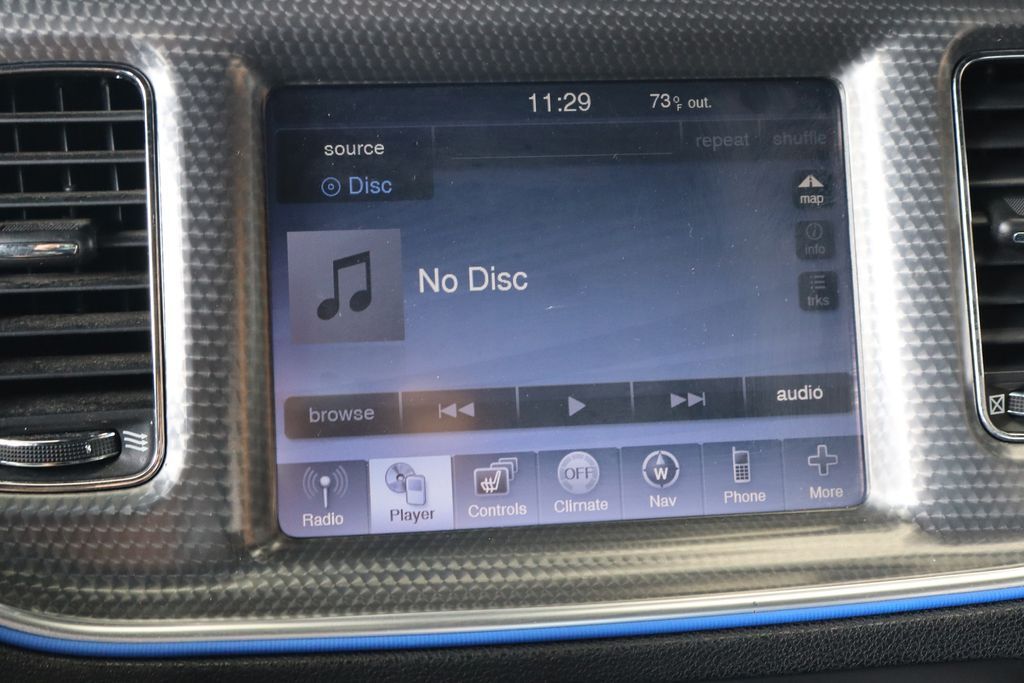 11:29
73°F out.
source
repeat
shuffle
Disc
map
info
No Disc
trks
browse
audio
OFF
W
Radio
Player
Controls
Climate
Nav
Phone
More